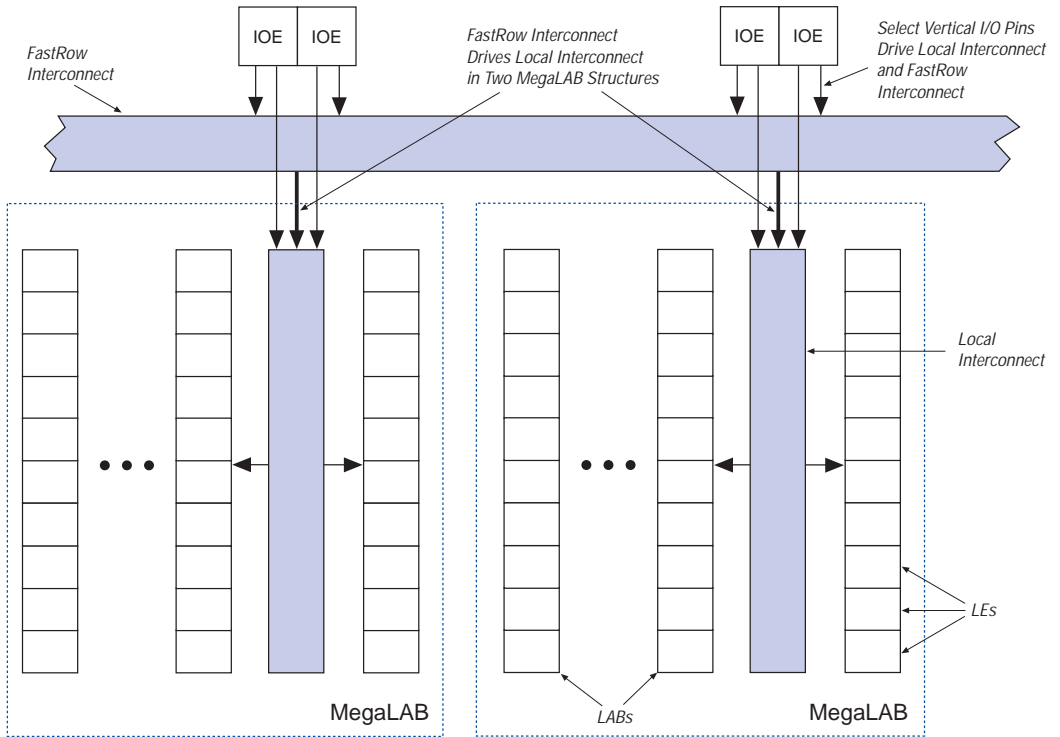 IOE IOE
FastRow Interconnect
Drives Local Interconnect
in Two MegaLAB Structures
IOE IOE
Select Vertical I/O Pins
Drive Local Interconnect
and FastRow
Interconnect
FastRow
Interconnect
Local
Interconnect
LEs
LABs
MegaLAB
MegaLAB